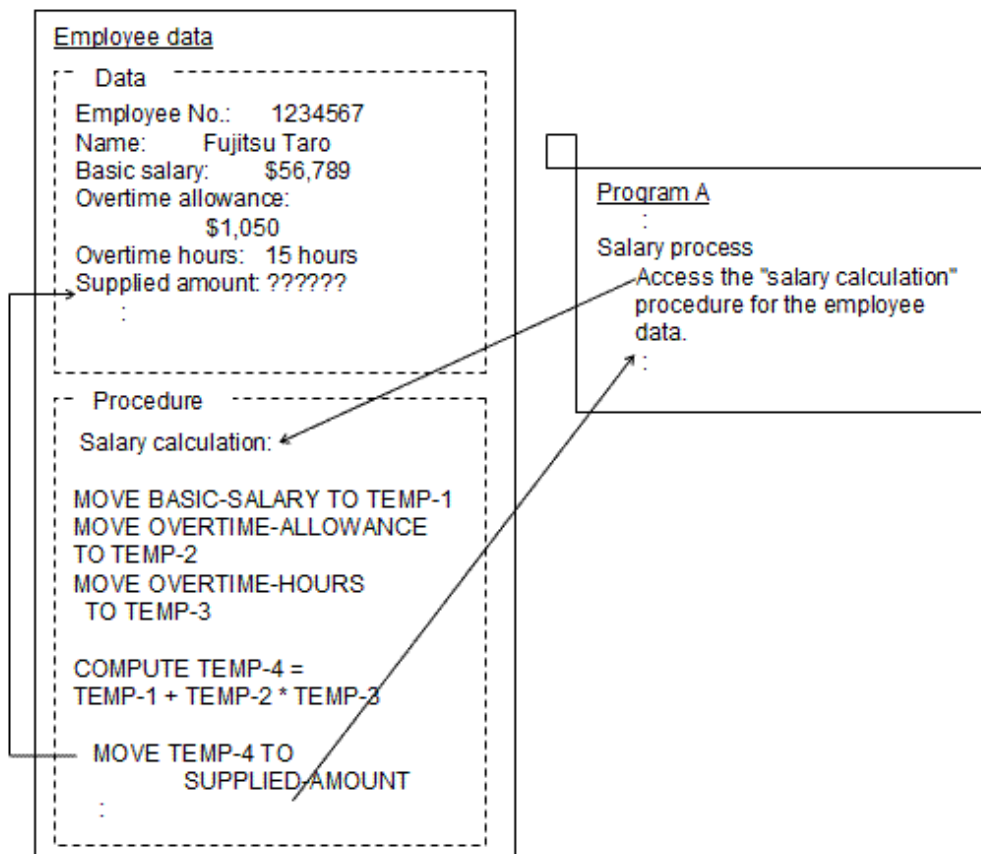 Employee data
Data
Employee No.: 1234567
Name: Fujitsu Taro
Basic salary: $56,789
Overtime allowance:
$1,050
Overtime hours: 15 hours
Supplied amount: ??????
:
Procedure
Salary calculation:
MOVE BASIC-SALARY TO TEMP-1
MOVE OVERTIME-ALLOWANCE
TO TEMP-2
MOVE OVERTIME-HOURS
TO TEMP-3
COMPUTE TEMP-4 =
TEMP-1 + TEMP-2 * TEMP-3
MOVE TEMP-4 TO
SUPPLIED-AMOUNT
:
Program A
:
Salary process
Access the "salary calculation"
procedure for the employee
data.
: